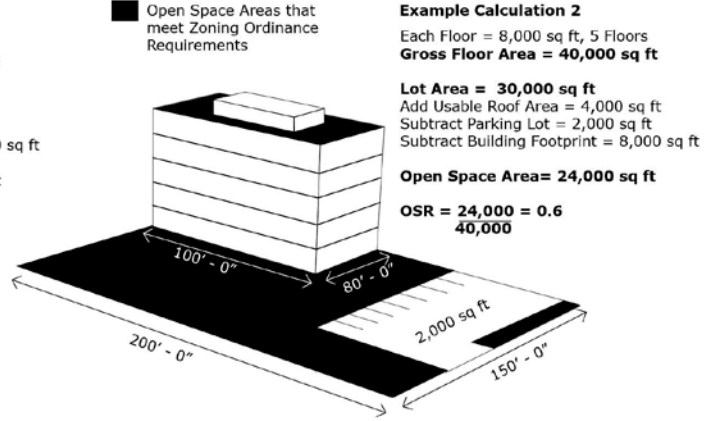 Open Space Areas that
meet Zoning Ordinance
Requirements
Example Calculation 2
Each Floor = 8,000 sq ft, 5 Floors
Gross Floor Area = 40,000 sq ft
Lot Area = 30,000 sq ft
Add Usable Roof Area = 4,000 sq ft
Subtract Parking Lot = 2,000 sq ft
Subtract Building Footprint = 8,000 sq ft
Open Space Area= 24,000 sq ft
OSR = 24,000 = 0.6
40,000
sq ft
100' - 0"
80' - 0"
2,000 sq ft
200' - 0"
150' - 0"